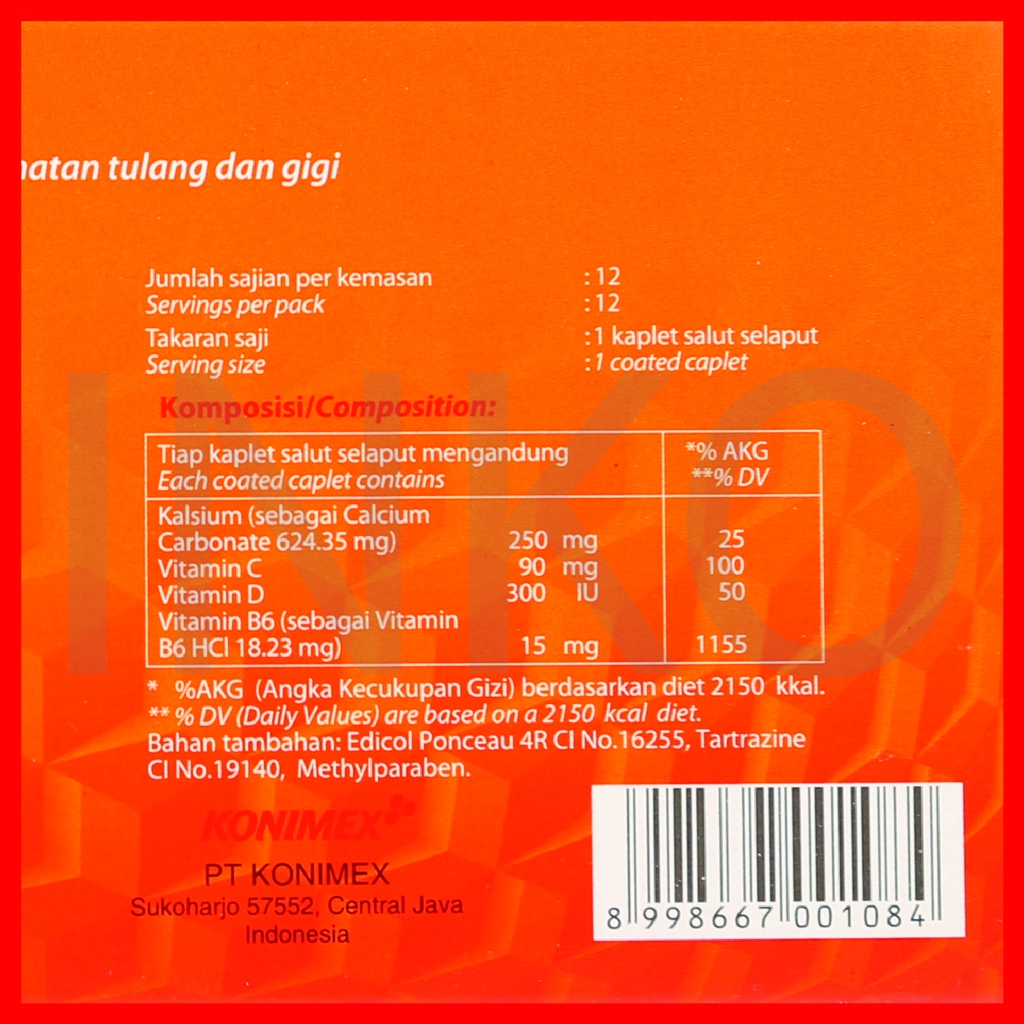 hatan tulang dan gigi
Jumlah sajian per kemasan : 12
Servings per pack : 12
Takaran saji : 1 kaplet salut selaput
Serving size : 1 coated caplet
Komposisi/Composition:
Tiap kaplet salut selaput mengandung *% AKG
Each coated caplet contains **% DV
Kalsium (sebagai Calcium
Carbonate 624.35 mg) 250 mg 25
Vitamin C 90 mg 100
Vitamin D 300 IU 50
Vitamin B6 (sebagai Vitamin
B6 HCl 18.23 mg) 15 mg 1155
* %AKG (Angka Kecukupan Gizi) berdasarkan diet 2150 kkal.
** % DV (Daily Values) are based on a 2150 kcal diet.
Bahan tambahan: Edicol Ponceau 4R CI No.16255, Tartrazine
CI No.19140, Methylparaben.
KONIMEX
PT KONIMEX
Sukoharjo 57552, Central Java
Indonesia
8 998667 001084
INKO